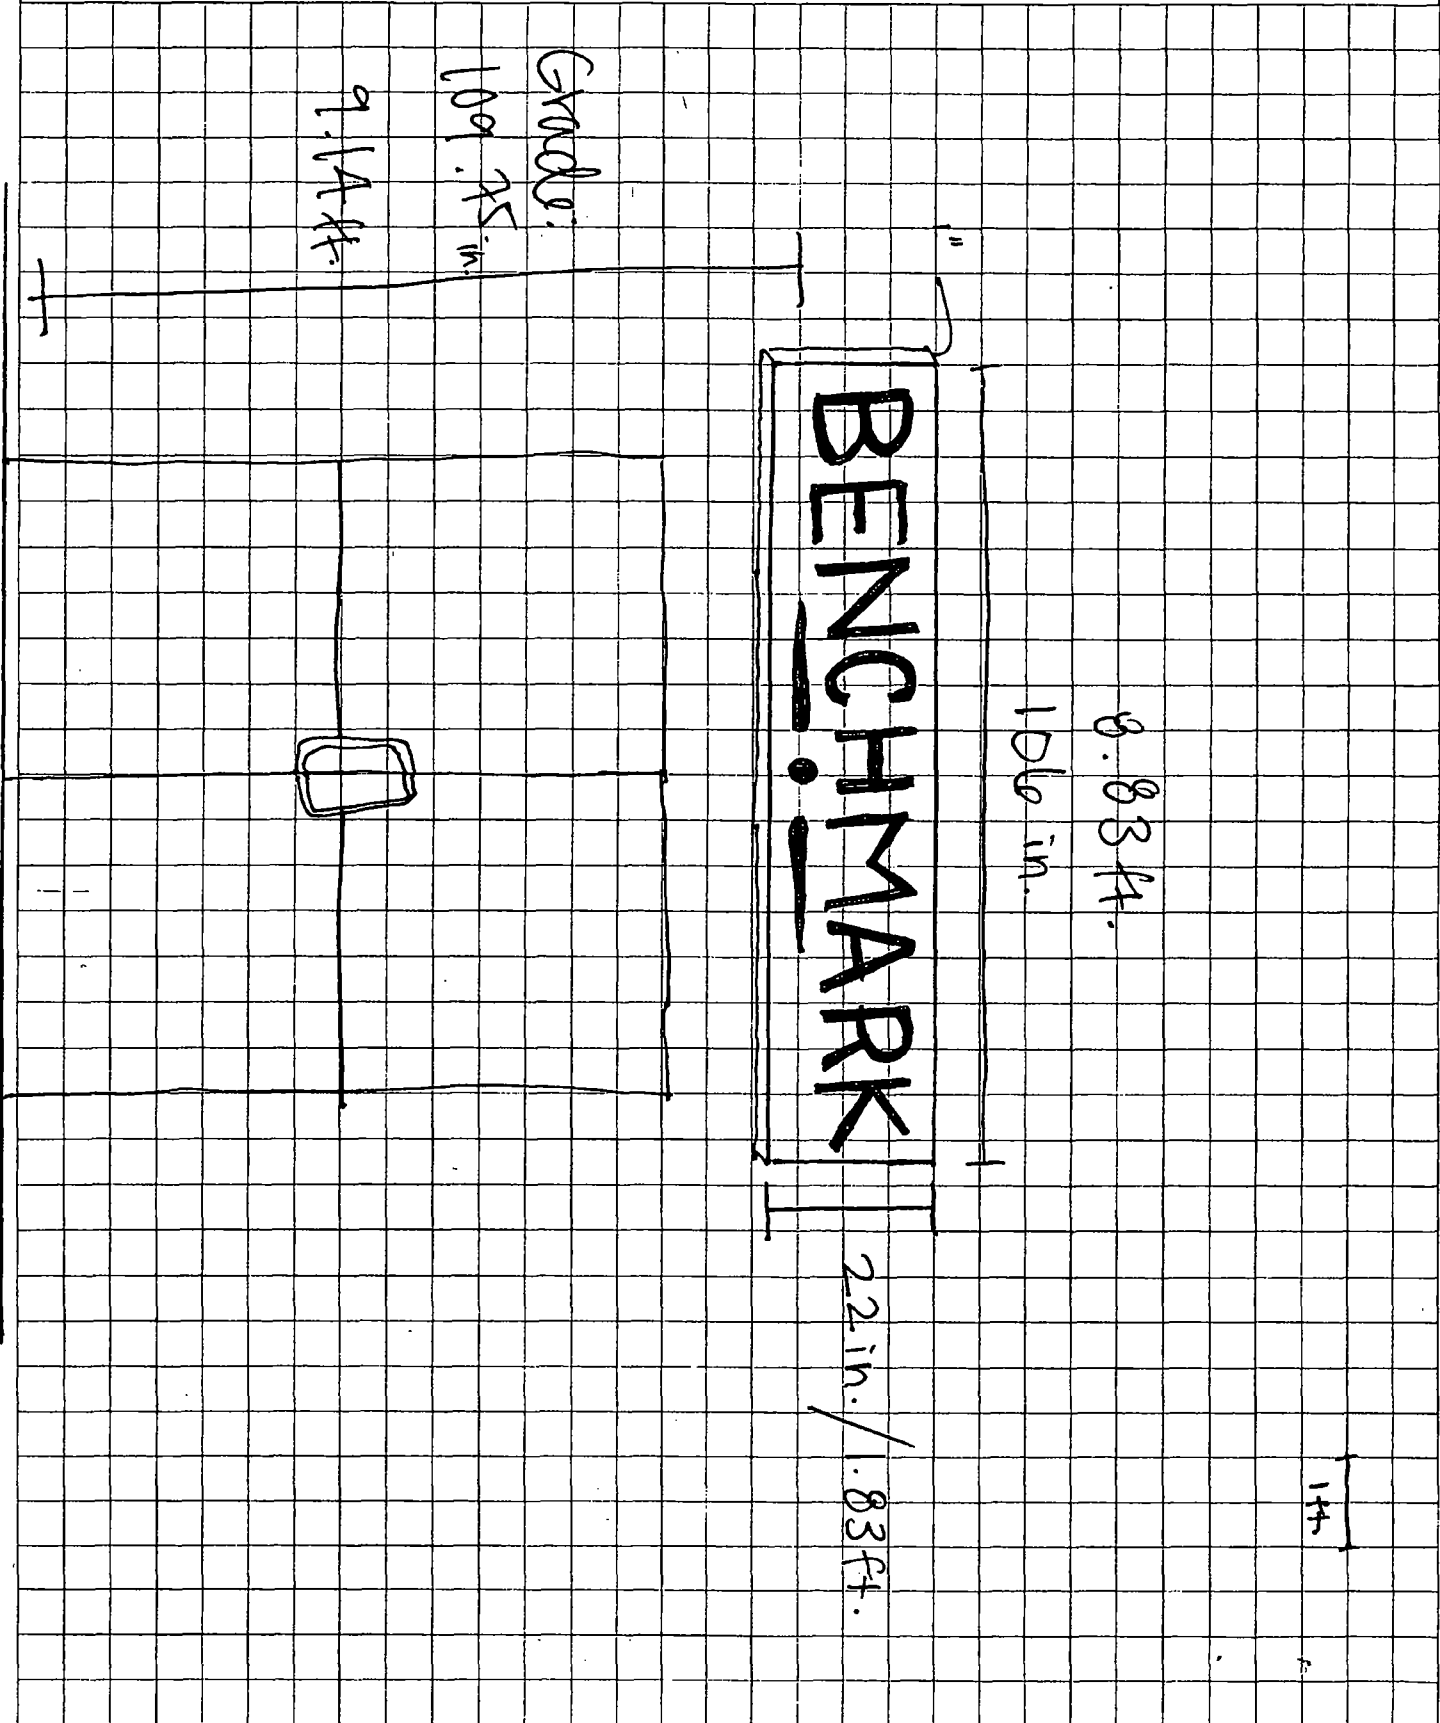 8.83 ft.
106 in.
1"
BENCHMARK
22 in. / 1.83 ft.
Grade:
109.75 in.
9.14 ft.
1 ft.